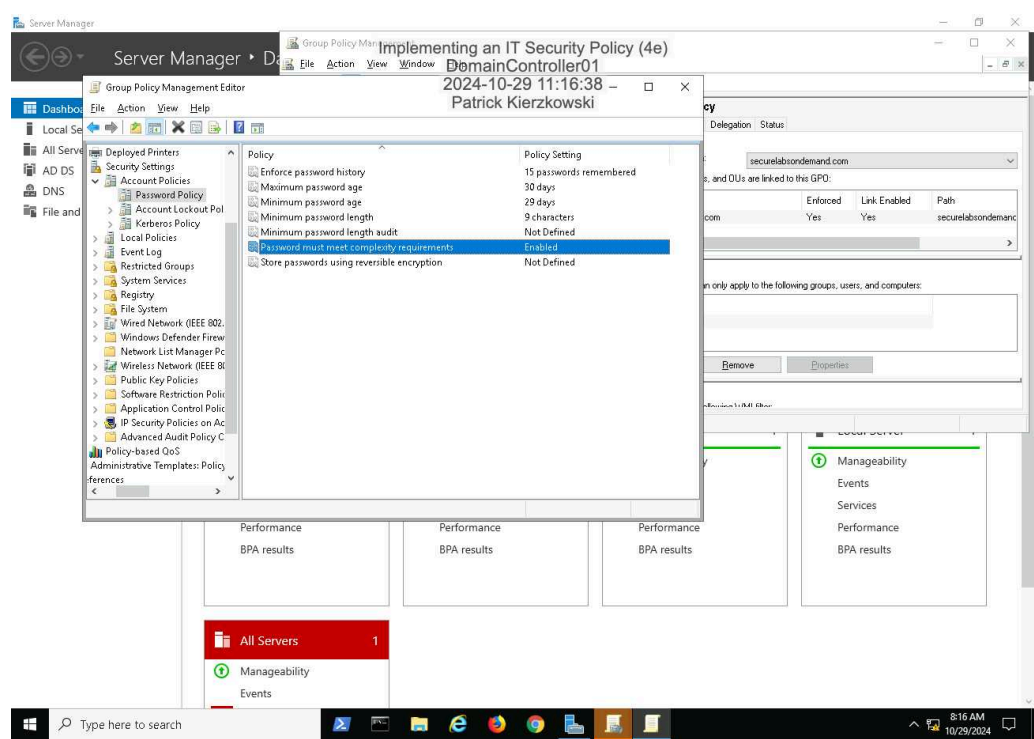 Server Manager
Server Manager • Da
Group Policy Man
File Action View Window Help
Implementing an IT Security Policy (4e)
DomainController01
2024-10-29 11:16:38
Patrick Kierzkowski
Group Policy Management Editor
File Action View Help
Dashboa
Local Se
All Serve
AD DS
DNS
File and
Deployed Printers
Security Settings
Account Policies
Password Policy
Account Lockout Pol
Kerberos Policy
Local Policies
Event Log
Restricted Groups
System Services
Registry
File System
Wired Network (IEEE 802.
Windows Defender Firew
Network List Manager Pc
Wireless Network (IEEE 80
Public Key Policies
Software Restriction Polic
Application Control Polic
IP Security Policies on Ac
Advanced Audit Policy C
Policy-based QoS
Administrative Templates: Policy
ferences
Policy Policy Setting
Enforce password history 15 passwords remembered
Maximum password age 30 days
Minimum password age 29 days
Minimum password length 9 characters
Minimum password length audit Not Defined
Password must meet complexity requirements Enabled
Store passwords using reversible encryption Not Defined
cy
Delegation Status
securelabsondemand.com
s, and OUs are linked to this GPO:
Enforced Link Enabled Path
com Yes Yes securelabsondemanc
an only apply to the following groups, users, and computers:
Remove Properties
Performance
BPA results
Performance
BPA results
Performance
BPA results
Local Server 1
Manageability
Events
Services
Performance
BPA results
All Servers 1
Manageability
Events
Type here to search
8:16 AM
10/29/2024